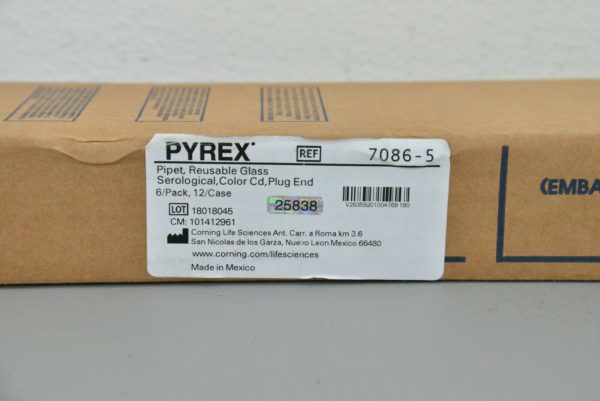 PYREX® REF 7086-5
Pipet, Reusable Glass
Serological,Color Cd,Plug End
6/Pack, 12/Case
25838
LOT 18018045
CM: 101412961
Corning Life Sciences Ant. Carr. a Roma km 3.6
San Nicolas de los Garza, Nuevo Leon Mexico 66480
www.corning.com/lifesciences
Made in Mexico
(EMBA